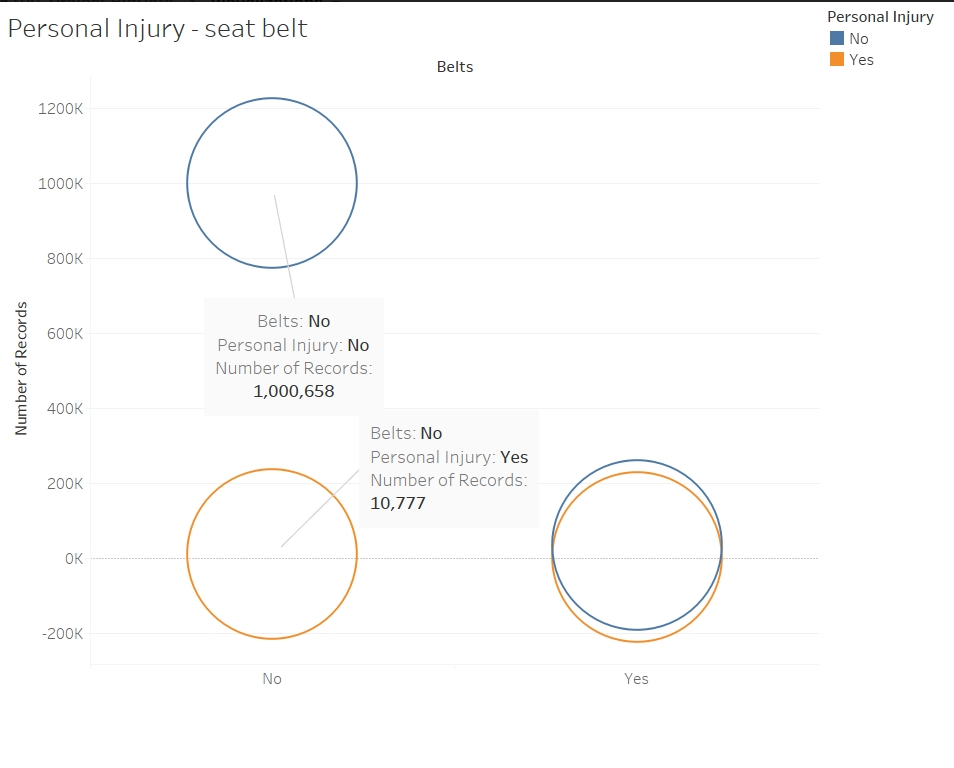 Personal Injury - seat belt
Personal Injury
No
Yes
Belts
1200K
1000K
800K
600K
400K
200K
0K
-200K
Number of Records
Belts: No
Personal Injury: No
Number of Records:
1,000,658
Belts: No
Personal Injury: Yes
Number of Records:
10,777
No
Yes